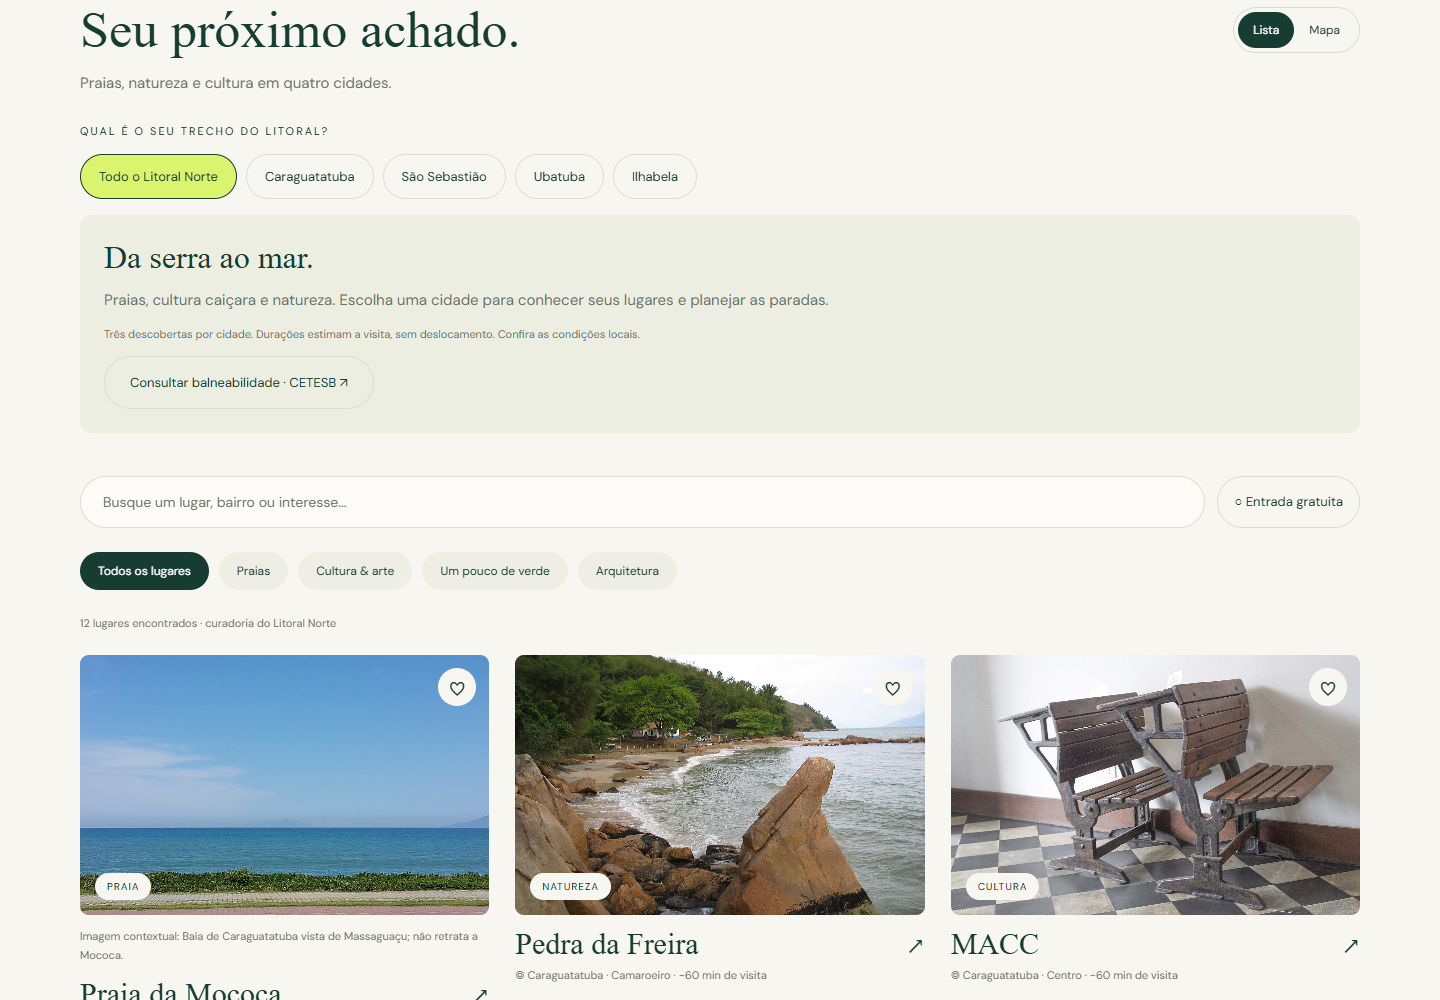 Seu próximo achado.
Lista
Mapa
Praias, natureza e cultura em quatro cidades.
QUAL É O SEU TRECHO DO LITORAL?
Todo o Litoral Norte
Caraguatatuba
São Sebastião
Ubatuba
Ilhabela
Da serra ao mar.
Praias, cultura caiçara e natureza. Escolha uma cidade para conhecer seus lugares e planejar as paradas.
Três descobertas por cidade. Durações estimam a visita, sem deslocamento. Confira as condições locais.
Consultar balneabilidade · CETESB ↗
Busque um lugar, bairro ou interesse...
○ Entrada gratuita
Todos os lugares
Praias
Cultura & arte
Um pouco de verde
Arquitetura
12 lugares encontrados · curadoria do Litoral Norte
PRAIA
NATUREZA
CULTURA
Imagem contextual: Baía de Caraguatatuba vista de Massaguaçu; não retrata a
Mococa.
Praia da Mococa ↗
Pedra da Freira ↗
◎ Caraguatatuba · Camaroeiro · ~60 min de visita
MACC ↗
◎ Caraguatatuba · Centro · ~60 min de visita